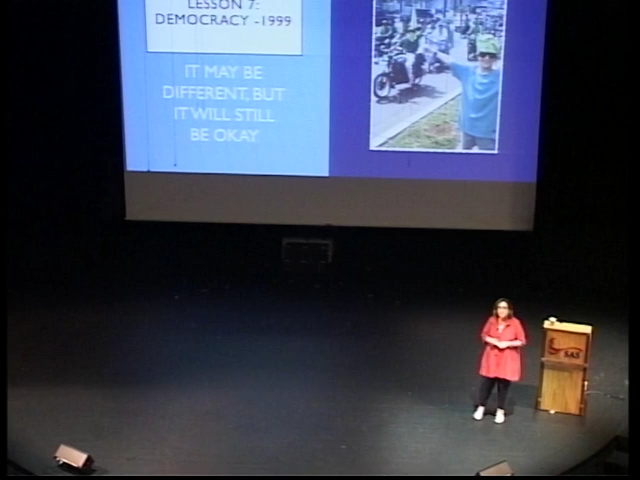 LESSON 7:
DEMOCRACY -1999
IT MAY BE
DIFFERENT, BUT
IT WILL STILL
BE OKAY
SAS